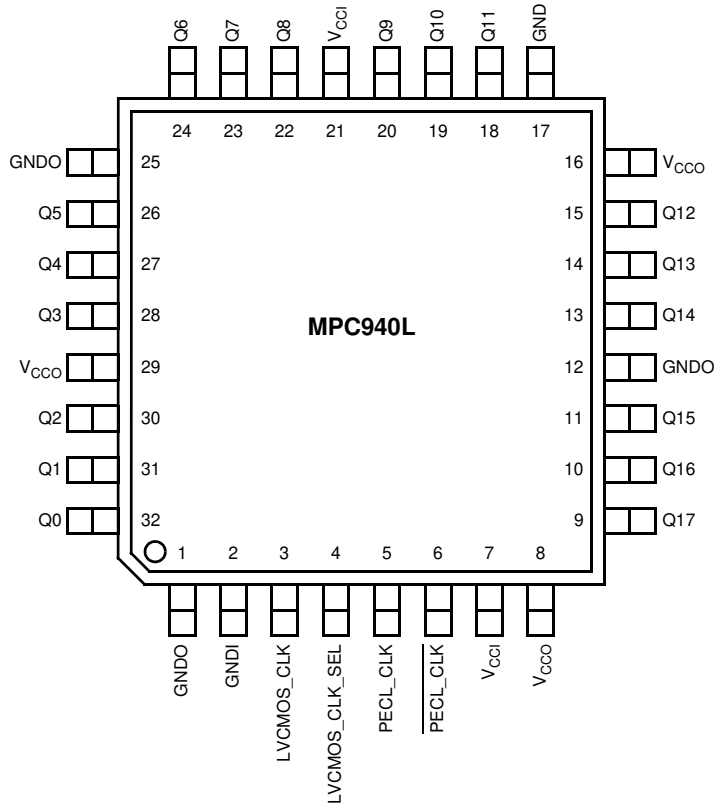 Q6 Q7 Q8 VCCI Q9 Q10 Q11 GND
24 23 22 21 20 19 18 17
GNDO 25 16 VCCO
Q5 26 15 Q12
Q4 27 14 Q13
Q3 28 13 Q14
MPC940L
VCCO 29 12 GNDO
Q2 30 11 Q15
Q1 31 10 Q16
Q0 32 9 Q17
1 2 3 4 5 6 7 8
GNDO
GNDI
LVCMOS_CLK
LVCMOS_CLK_SEL
PECL_CLK
PECL_CLK
VCCI
VCCO